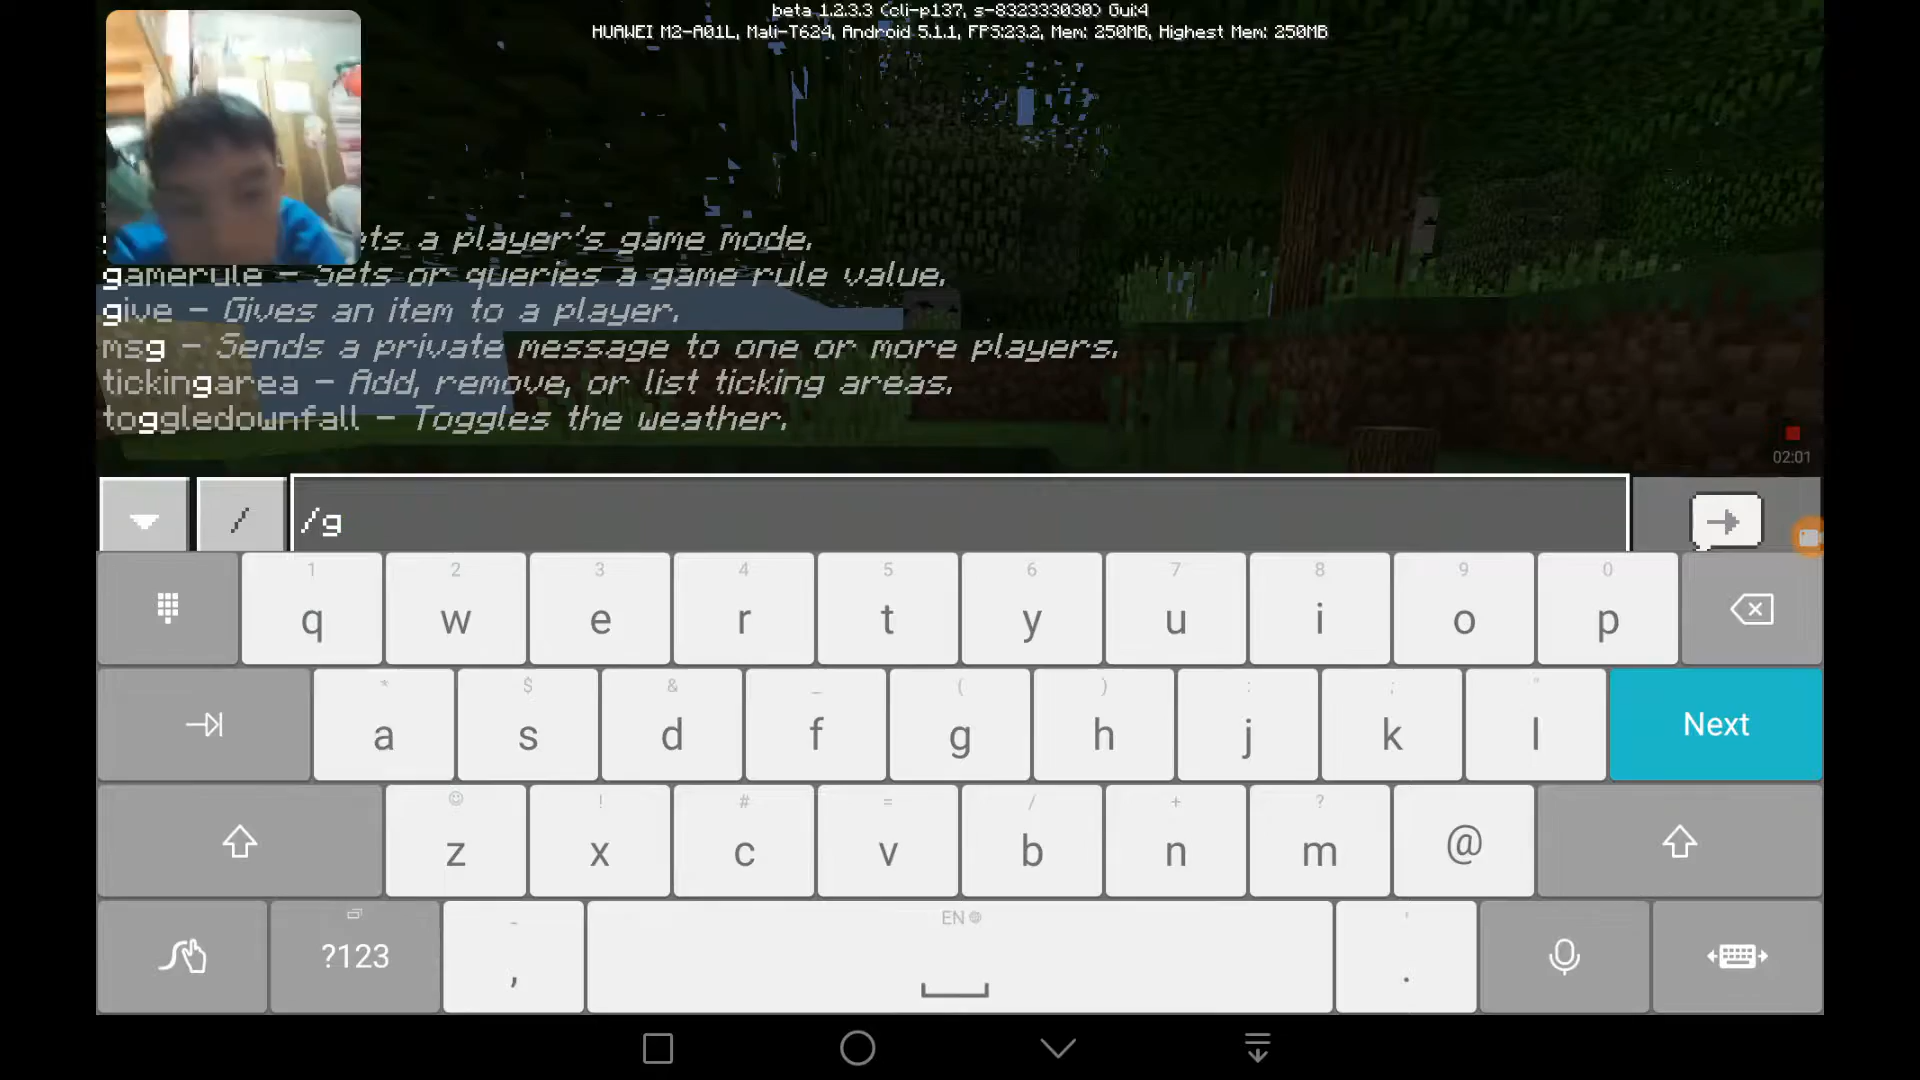 beta 1.2.3.3 (cli-p137, s-832333030) Gui:4
HUAWEI M2-A01L, Mali-T624, Android 5.1.1, FPS:23.2, Mem: 250MB, Highest Mem: 250MB
ets a player's game mode.
gamerule – Sets or queries a game rule value.
give – Gives an item to a player.
msg – Sends a private message to one or more players.
tickingarea – Add, remove, or list ticking areas.
toggledownfall – Toggles the weather.
02:01
/ /g
1 2 3 4 5 6 7 8 9 0
q w e r t y u i o p
* $ & _ ( ) : ; "
a s d f g h j k l Next
! # c = / + ?
z x c v b n m @
- EN '
?123 , .